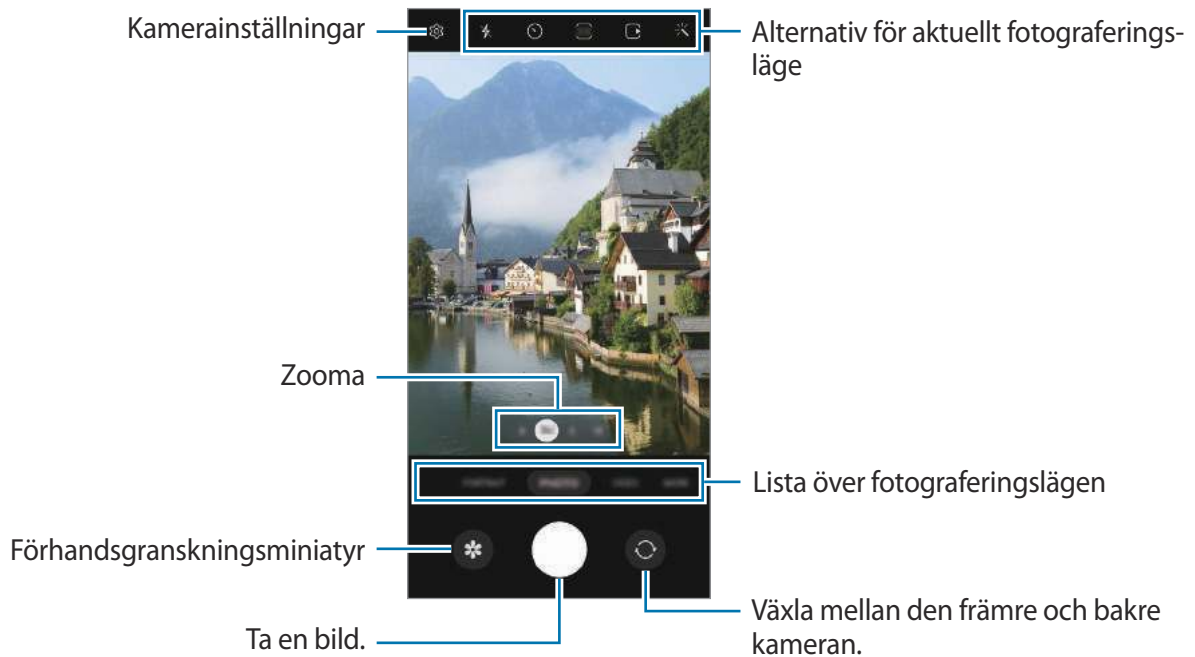 Kamerainställningar
Alternativ för aktuellt fotograferings-
läge
Zooma
Lista över fotograferingslägen
Förhandsgranskningsminiatyr
Ta en bild.
Växla mellan den främre och bakre
kameran.